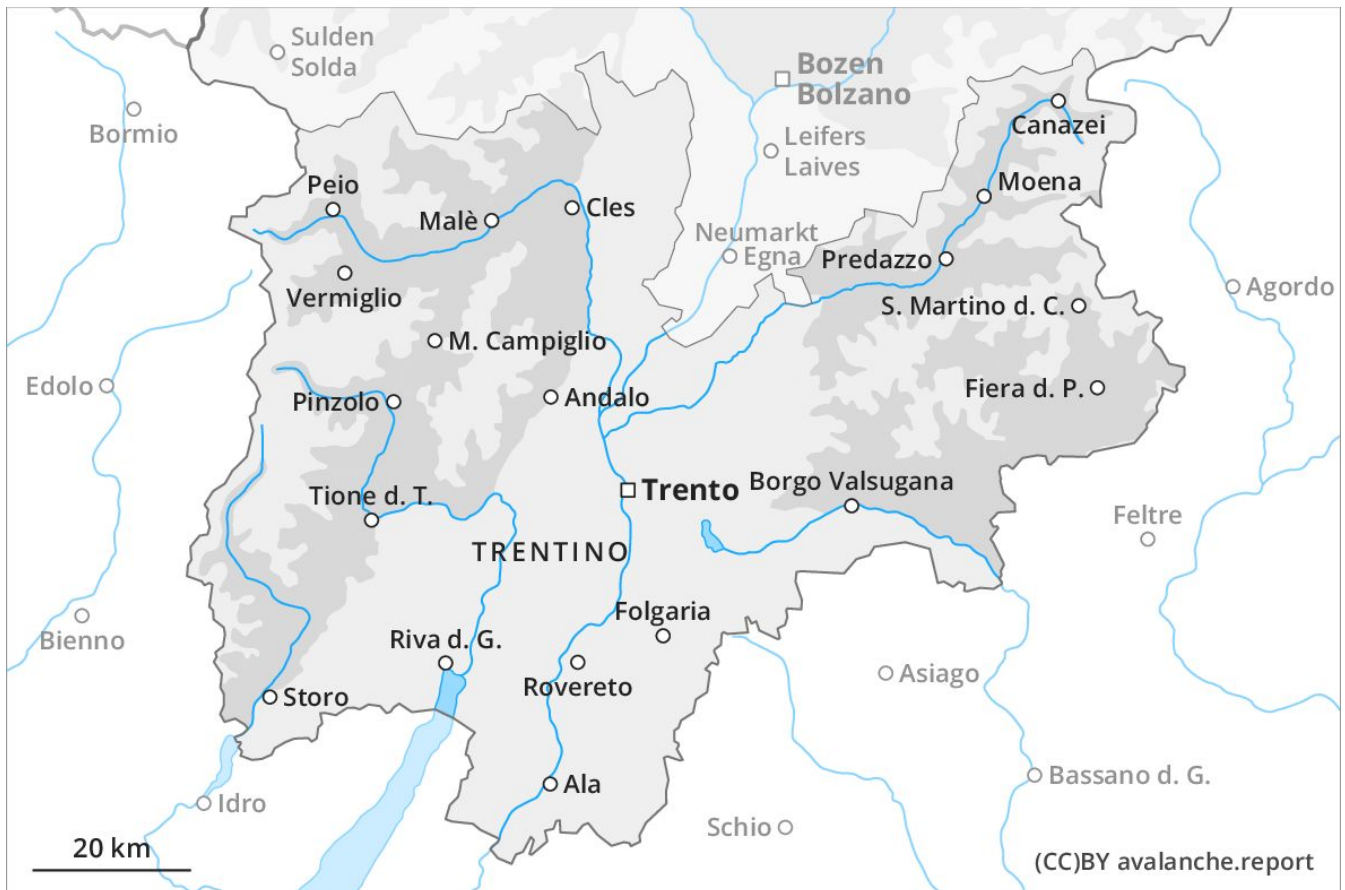 Sulden
Solda
Bozen
Bolzano
Bormio
Canazei
Leifers
Laives
Peio
Moena
Malè
Cles
Neumarkt
Egna
Predazzo
Vermiglio
S. Martino d. C.
Agordo
M. Campiglio
Edolo
Pinzolo
Andalo
Fiera d. P.
Tione d. T.
Trento
Borgo Valsugana
Feltre
TRENTINO
Folgaria
Bienno
Riva d. G.
Rovereto
Asiago
Storo
Ala
Bassano d. G.
Idro
Schio
20 km
(CC)BY avalanche.report